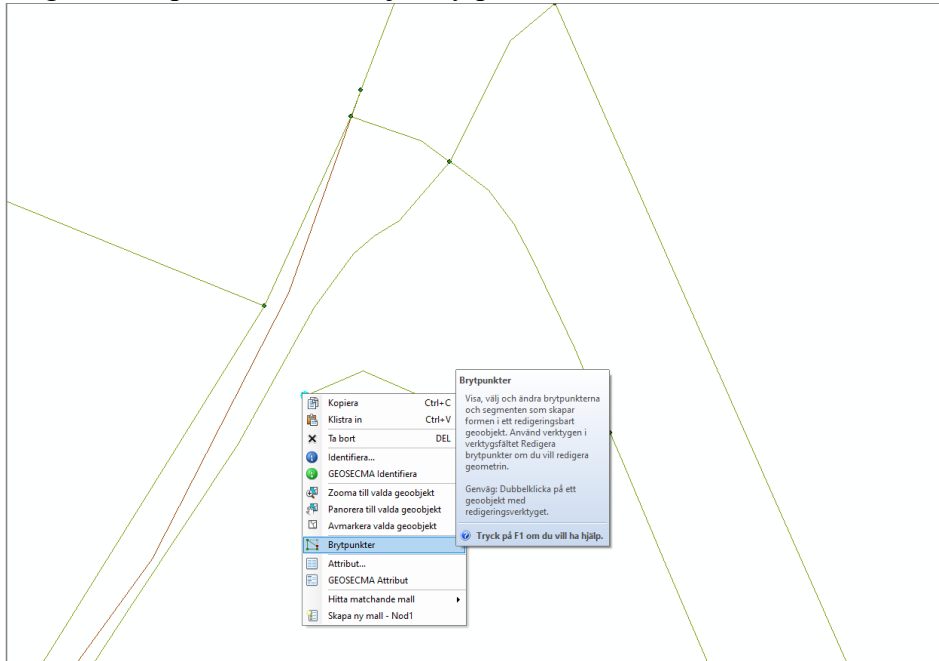 Kopiera Ctrl+C
Klistra in Ctrl+V
Ta bort DEL
Identifiera...
GEOSECMA Identifiera
Zooma till valda geoobjekt
Panorera till valda geoobjekt
Avmarkera valda geoobjekt
Brytpunkter
Attribut...
GEOSECMA Attribut
Hitta matchande mall
Skapa ny mall - Nod1
Brytpunkter
Visa, välj och ändra brytpunkterna
och segmenten som skapar
formen i ett redigeringsbart
geoobjekt. Använd verktygen i
verktygsfältet Redigera
brytpunkter om du vill redigera
geometrin.
Genväg: Dubbelklicka på ett
geoobjekt med
redigeringsverktyget.
Tryck på F1 om du vill ha hjälp.